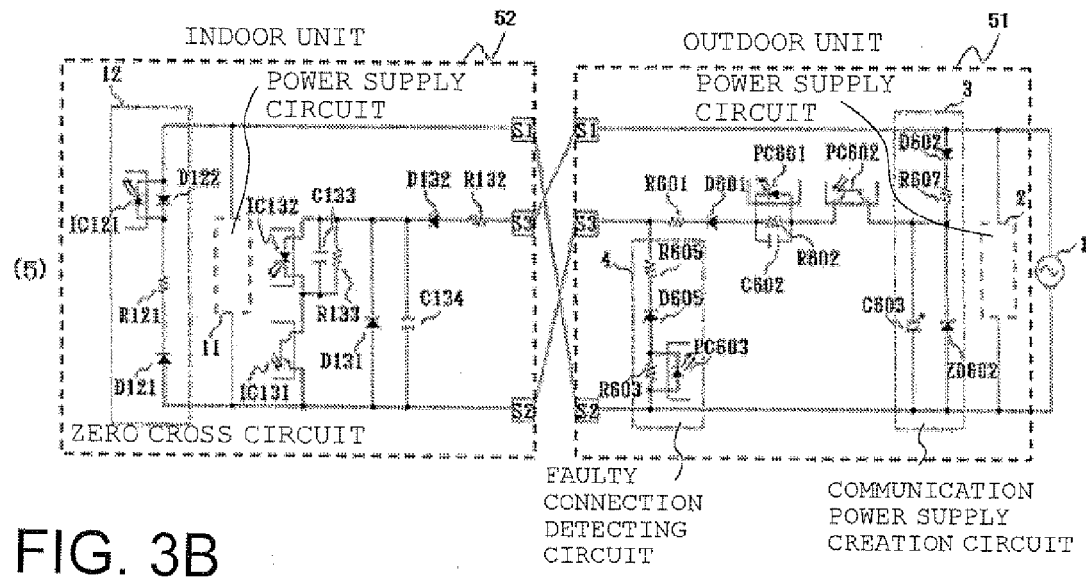 52
51
INDOOR UNIT
OUTDOOR UNIT
12
POWER SUPPLY
CIRCUIT
POWER SUPPLY
CIRCUIT
3
S1
S1
D602
D122
IC121
IC132
C133
D132
R132
PC601
PC602
R607
2
1
S3
S3
R601
D601
(5)
4
R605
R602
C602
R121
11
R133
C134
D605
C603
D121
IC131
D131
R603
PC603
ZD602
S2
S2
ZERO CROSS CIRCUIT
FAULTY
CONNECTION
DETECTING
CIRCUIT
COMMUNICATION
POWER SUPPLY
CREATION CIRCUIT
FIG. 3B